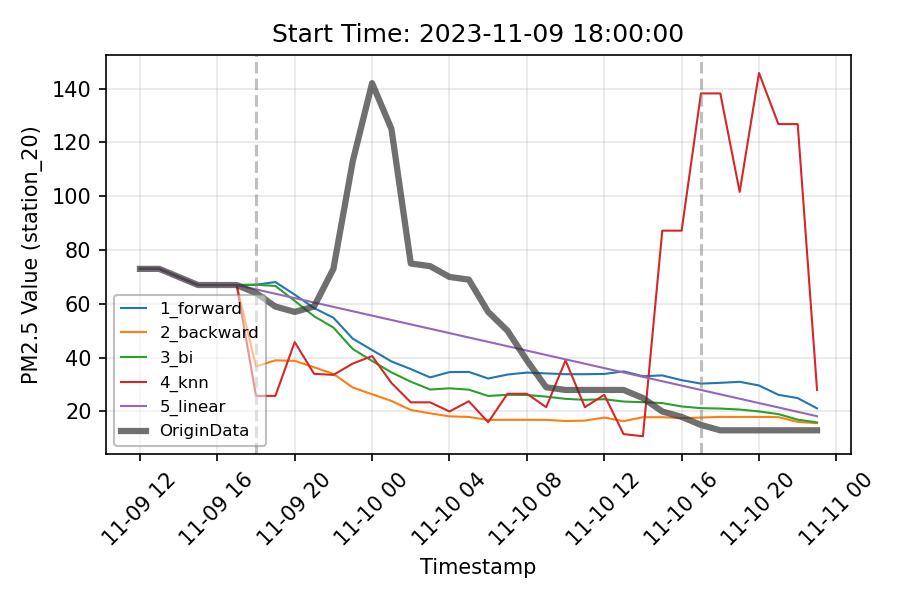 Start Time: 2023-11-09 18:00:00
PM2.5 Value (station_20)
140
120
100
80
60
40
20
1_forward
2_backward
3_bi
4_knn
5_linear
OriginData
11-09 12
11-09 16
11-09 20
11-10 00
11-10 04
11-10 08
11-10 12
11-10 16
11-10 20
11-11 00
Timestamp